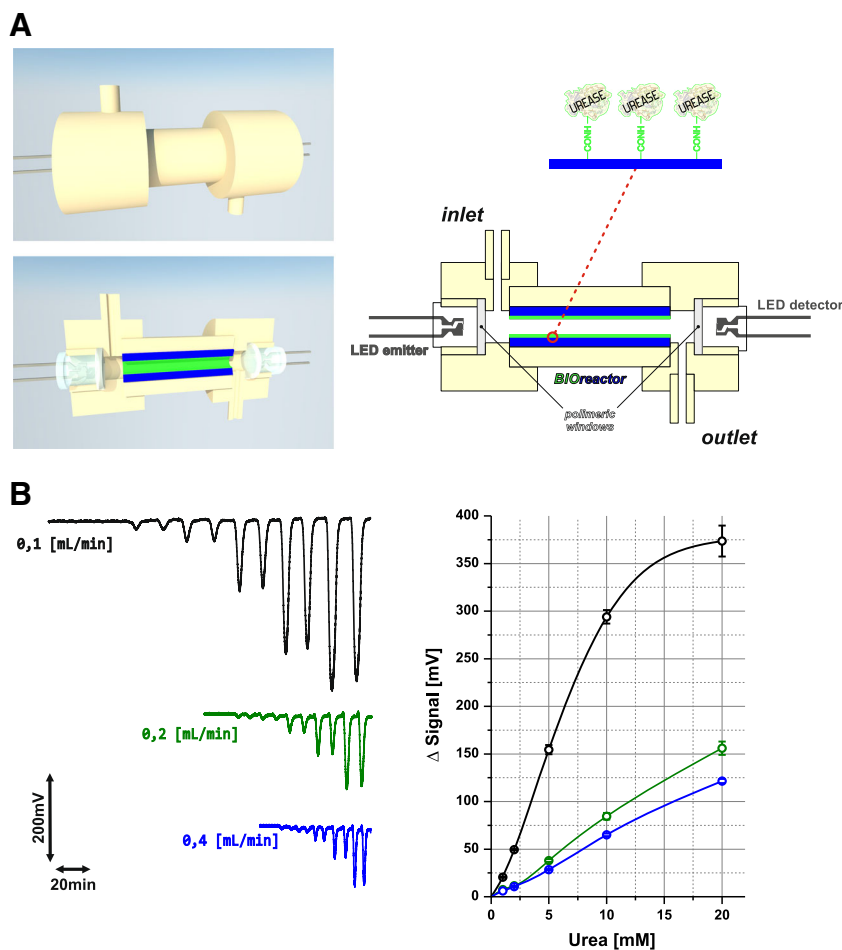 A
UREASE
UREASE
UREASE
CONH
CONH
CONH
inlet
LED emitter
LED detector
BIOreactor
polimeric
windows
outlet
B
0,1 [mL/min]
0,2 [mL/min]
0,4 [mL/min]
200mV
20min
400
350
300
250
200
150
100
50
0
Δ Signal [mV]
0 5 10 15 20
Urea [mM]